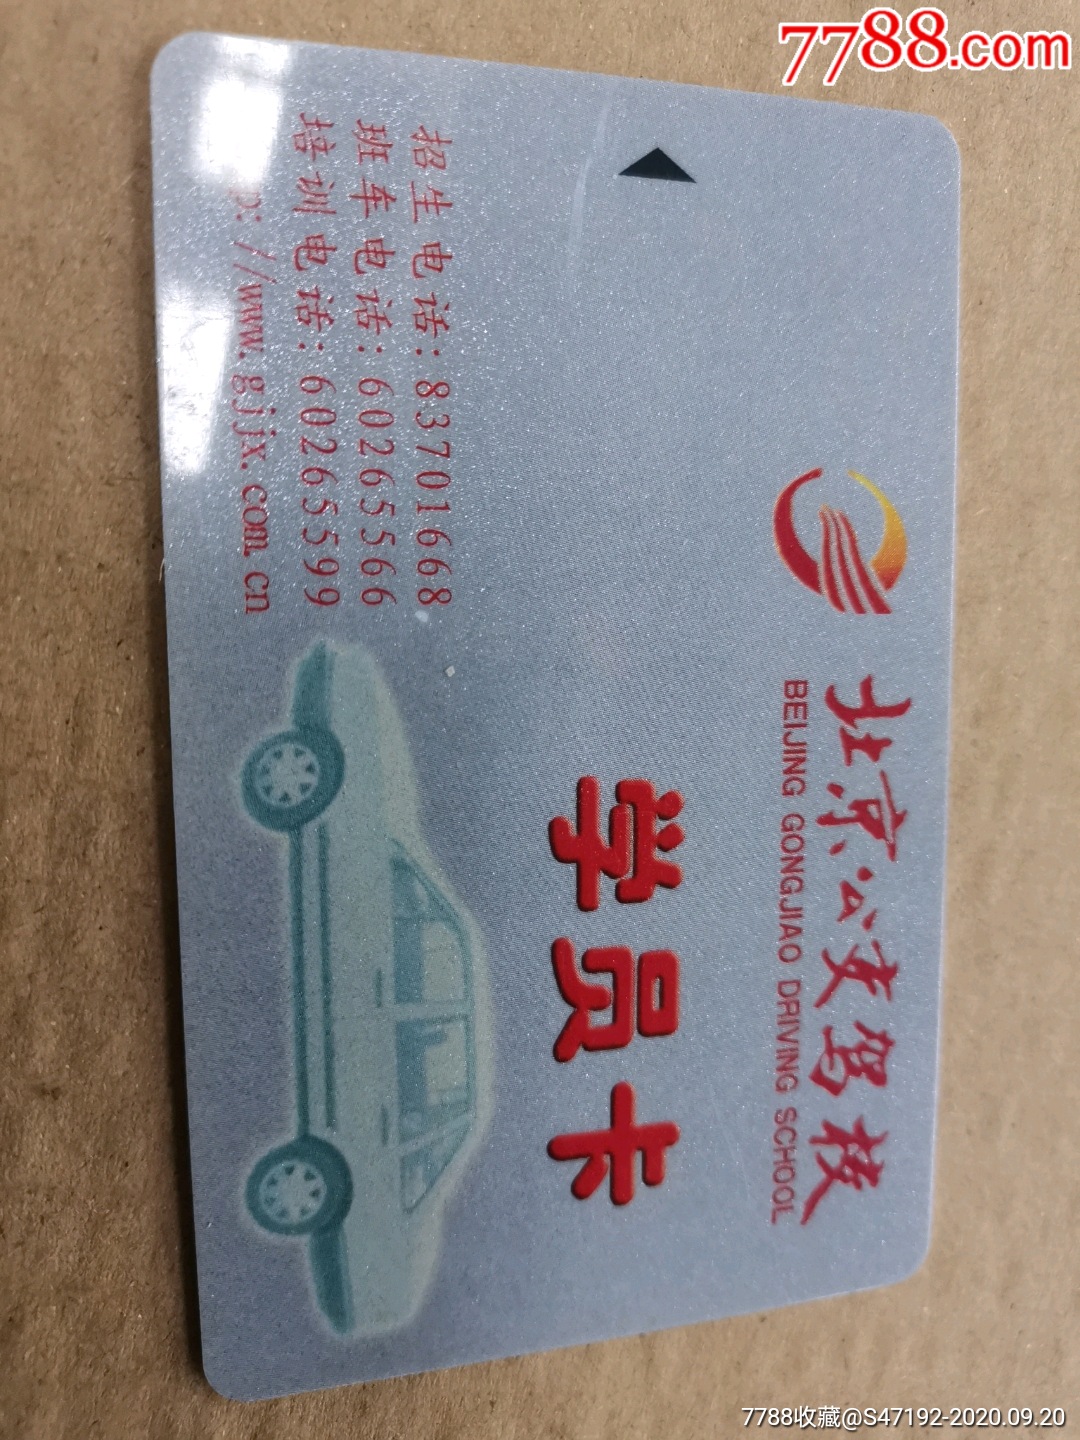 7788.com
北京公交驾校
BEIJING GONGJIAO DRIVING SCHOOL
学员卡
招生电话:83701668
班车电话:60265566
培训电话:60265599
p://www.gjjx.com.cn
7788收藏@S47192-2020.09.20